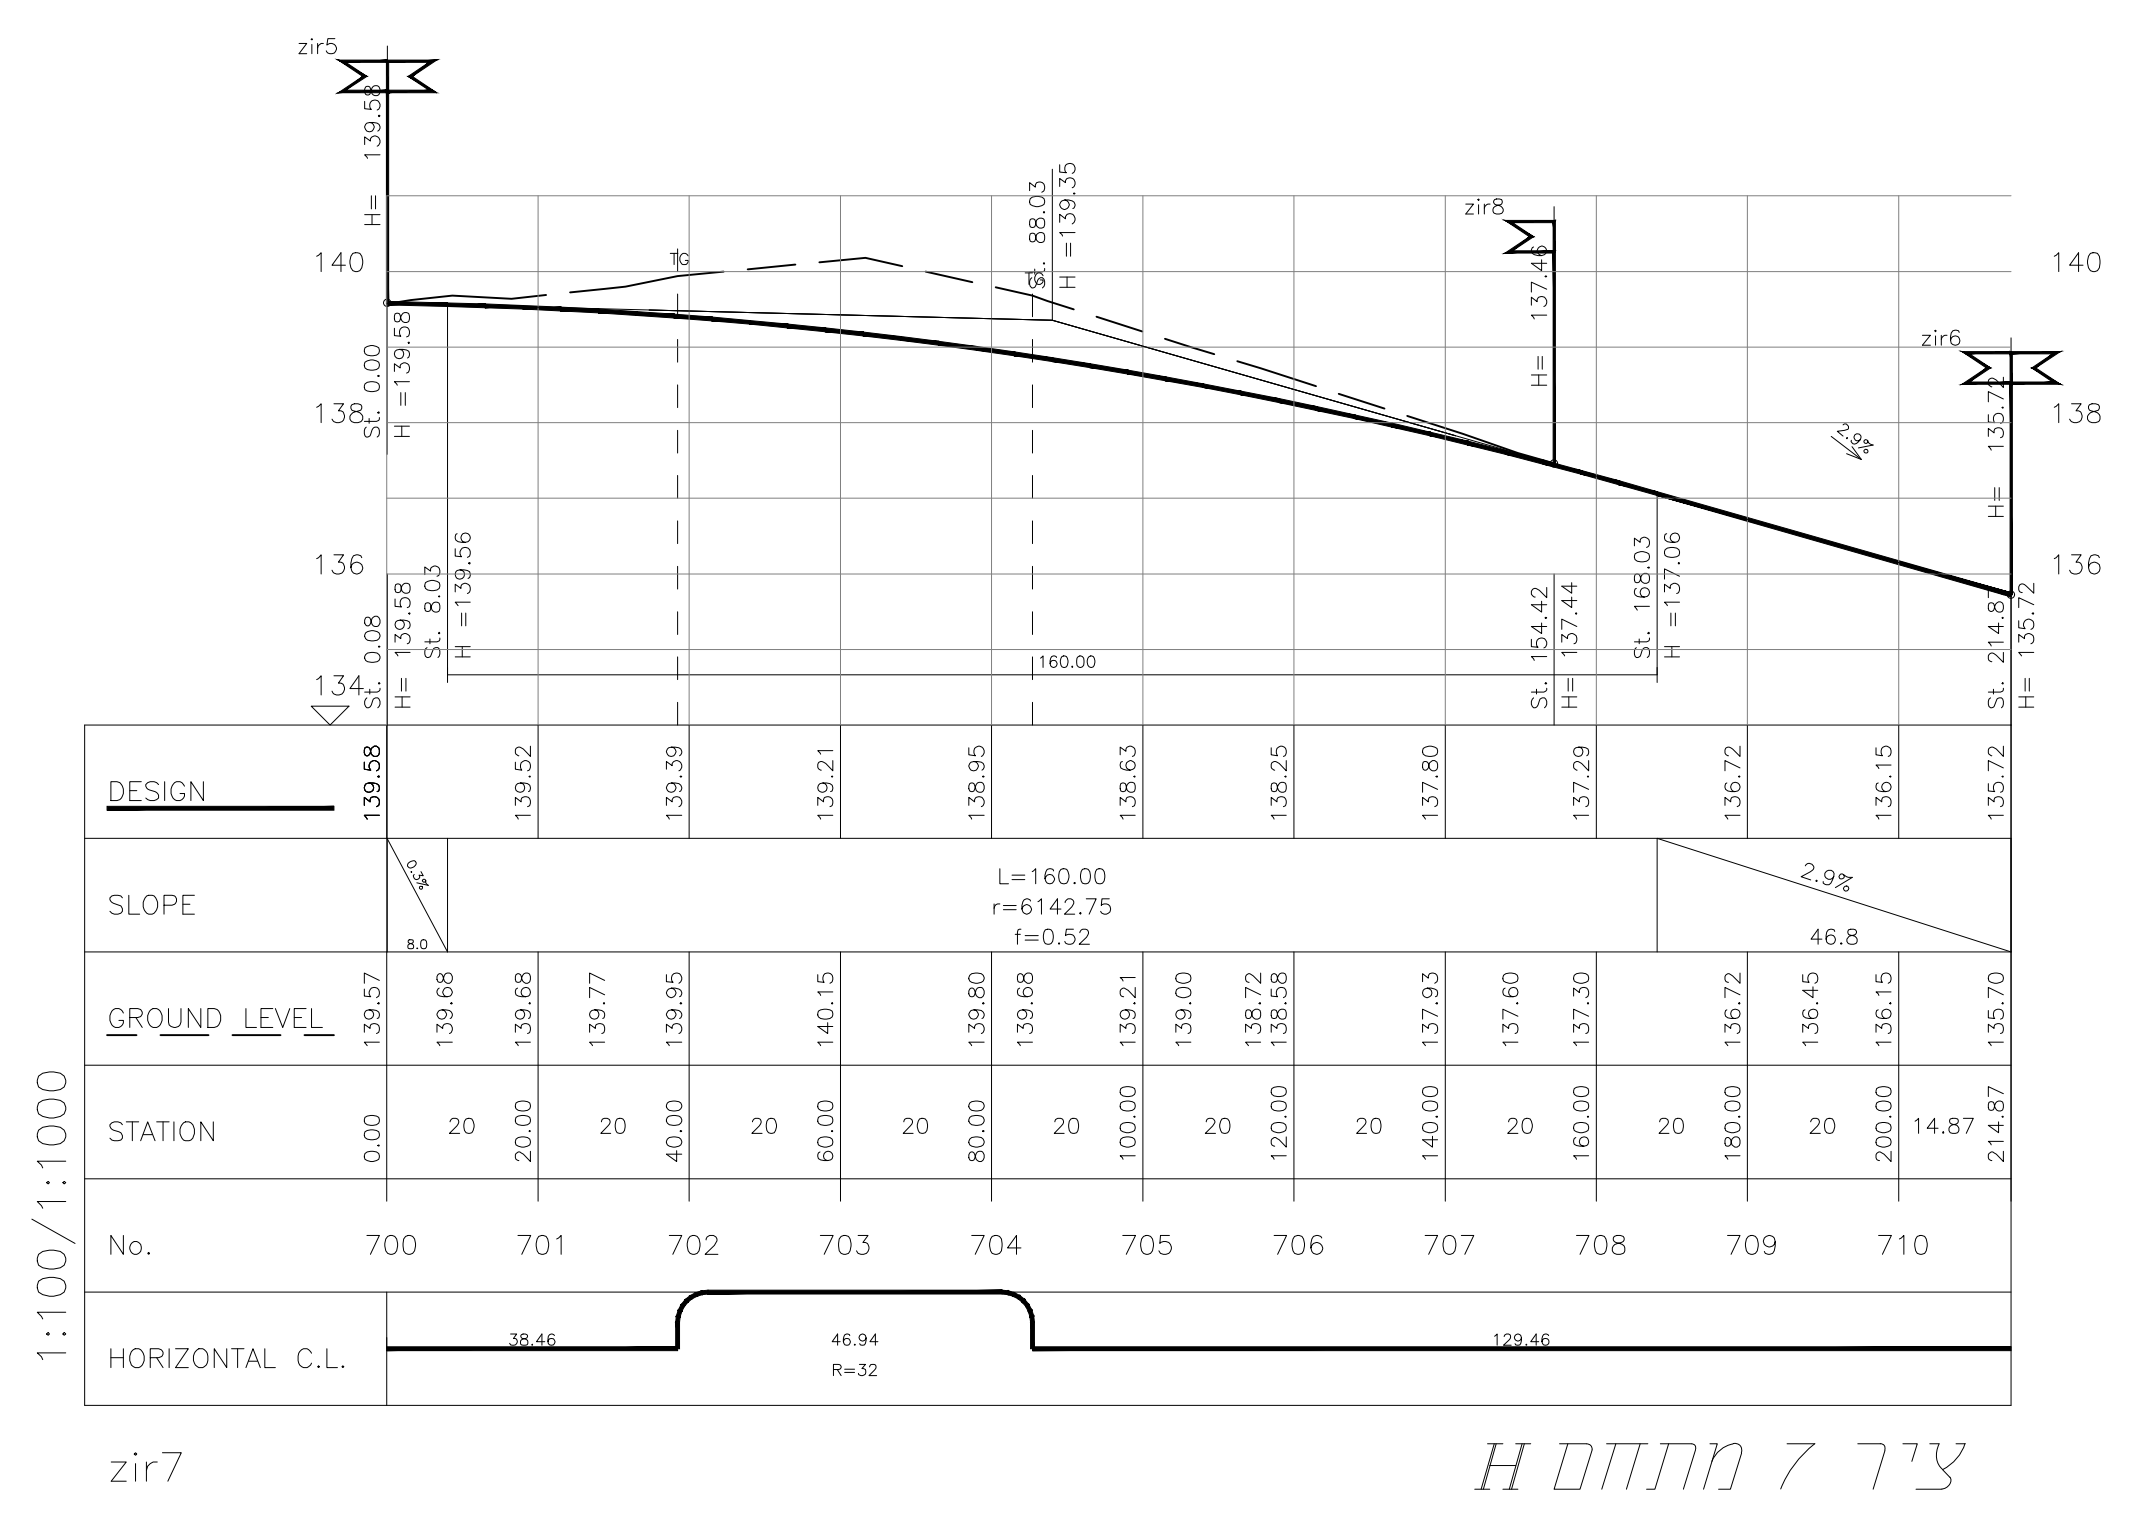 zir5
H= 139.58
St. 88.03
H =139.35
zir8
H= 137.46
zir6
H= 135.72
TG
TG
140
140
138
138
136
136
134
St. 0.00
H =139.58
2.9%
St. 0.08
H= 139.58
St. 8.03
H =139.56
160.00
St. 154.42
H= 137.44
St. 168.03
H =137.06
St. 214.87
H= 135.72
DESIGN 139.58 139.52 139.39 139.21 138.95 138.63 138.25 137.80 137.29 136.72 136.15 135.72
SLOPE
0.3%
8.0
L=160.00
r=6142.75
f=0.52
2.9%
46.8
GROUND LEVEL 139.57 139.68 139.68 139.77 139.95 140.15 139.80 139.68 139.21 139.00 138.72 138.58 137.93 137.60 137.30 136.72 136.45 136.15 135.70
STATION 0.00 20 20.00 20 40.00 20 60.00 20 80.00 20 100.00 20 120.00 20 140.00 20 160.00 20 180.00 20 200.00 14.87 214.87
No. 700 701 702 703 704 705 706 707 708 709 710
HORIZONTAL C.L. 38.46 46.94 129.46
R=32
1:100/1:1000
zir7
ציר 7 מתחם H